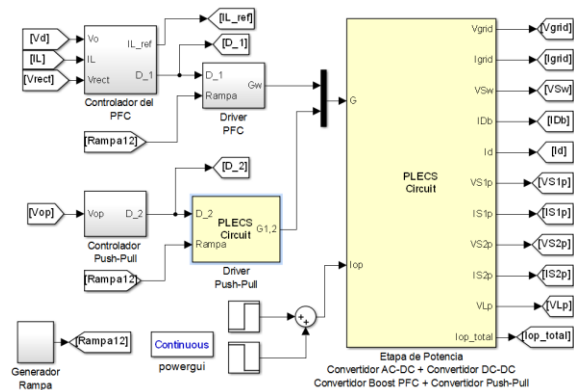 [Vd]
[IL]
[Vrect]
Vo
IL
Vrect
IL_ref
D_1
Controlador del
PFC
[IL_ref]
[D_1]
D_1
Rampa
Gw
Driver
PFC
[Rampa12]
[D_2]
[Vop]
Vop
D_2
Controlador
Push-Pull
D_2
Rampa
PLECS
Circuit
G1,2
Driver
Push-Pull
[Rampa12]
Generador
Rampa
[Rampa12]
Continuous
powergui
+
+
G
Iop
PLECS
Circuit
Vgrid
Igrid
VSw
IDb
Id
VS1p
IS1p
VS2p
IS2p
VLp
Iop_total
[Vgrid]
[Igrid]
[VSw]
[IDb]
[Id]
[VS1p]
[IS1p]
[VS2p]
[IS2p]
[VLp]
[Iop_total]
Etapa de Potencia
Convertidor AC-DC + Convertidor DC-DC
Convertidor Boost PFC + Convertidor Push-Pull